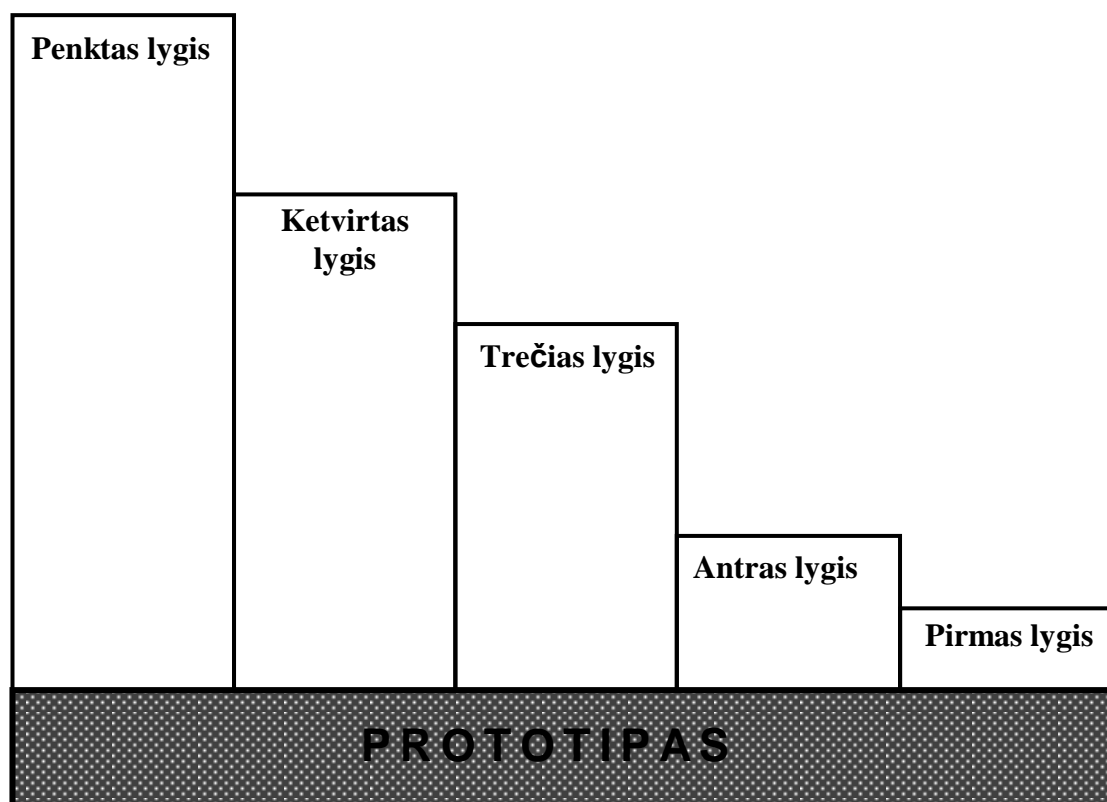 Penktas lygis
Ketvirtas
lygis
Trečias lygis
Antras lygis
Pirmas lygis
PROTOTIPAS